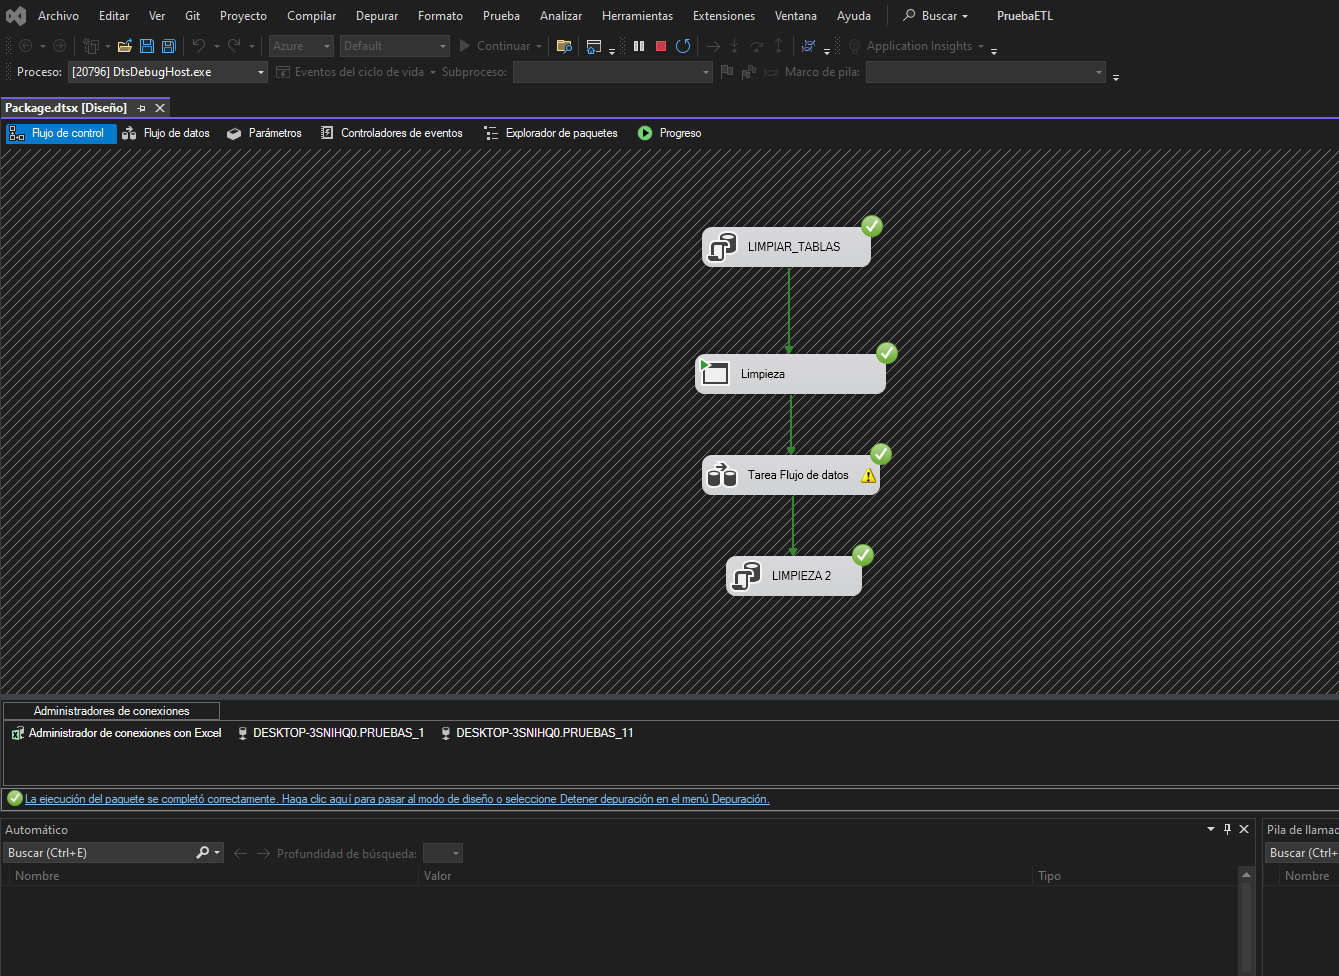 Archivo Editar Ver Git Proyecto Compilar Depurar Formato Prueba Analizar Herramientas Extensiones Ventana Ayuda Buscar PruebaETL
Azure Default Continuar Application Insights
Proceso: [20796] DtsDebugHost.exe Eventos del ciclo de vida Subproceso: Marco de pila:
Package.dtsx [Diseño]
Flujo de control Flujo de datos Parámetros Controladores de eventos Explorador de paquetes Progreso
LIMPIAR_TABLAS
Limpieza
Tarea Flujo de datos
LIMPIEZA 2
Administradores de conexiones
Administrador de conexiones con Excel DESKTOP-3SNIHQ0.PRUEBAS_1 DESKTOP-3SNIHQ0.PRUEBAS_11
La ejecución del paquete se completó correctamente. Haga clic aquí para pasar al modo de diseño o seleccione Detener depuración en el menú Depuración.
Automático Pila de llamad
Buscar (Ctrl+E) Profundidad de búsqueda: Buscar (Ctrl+
Nombre Valor Tipo Nombre